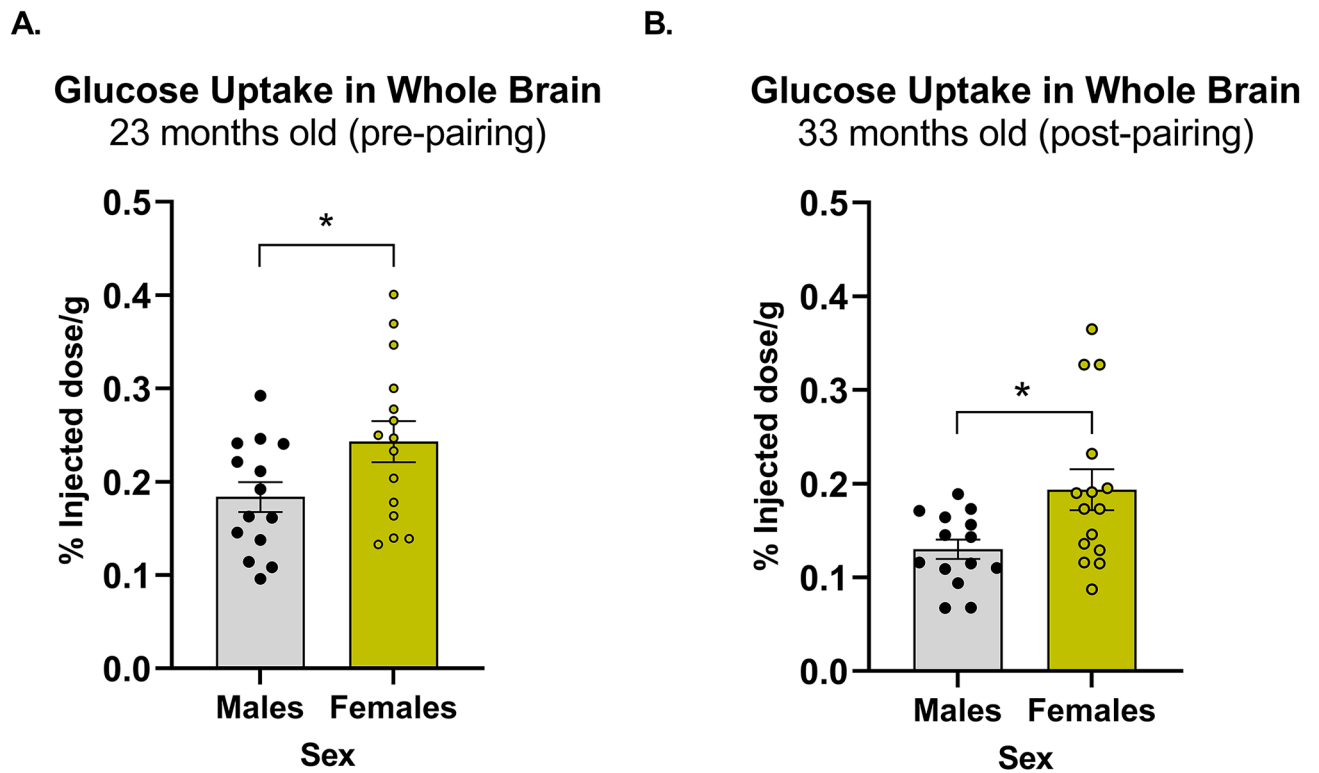 A.
Glucose Uptake in Whole Brain
23 months old (pre-pairing)
% Injected dose/g
0.5
0.4
0.3
0.2
0.1
0.0
*
Males Females
Sex
B.
Glucose Uptake in Whole Brain
33 months old (post-pairing)
% Injected dose/g
0.5
0.4
0.3
0.2
0.1
0.0
*
Males Females
Sex